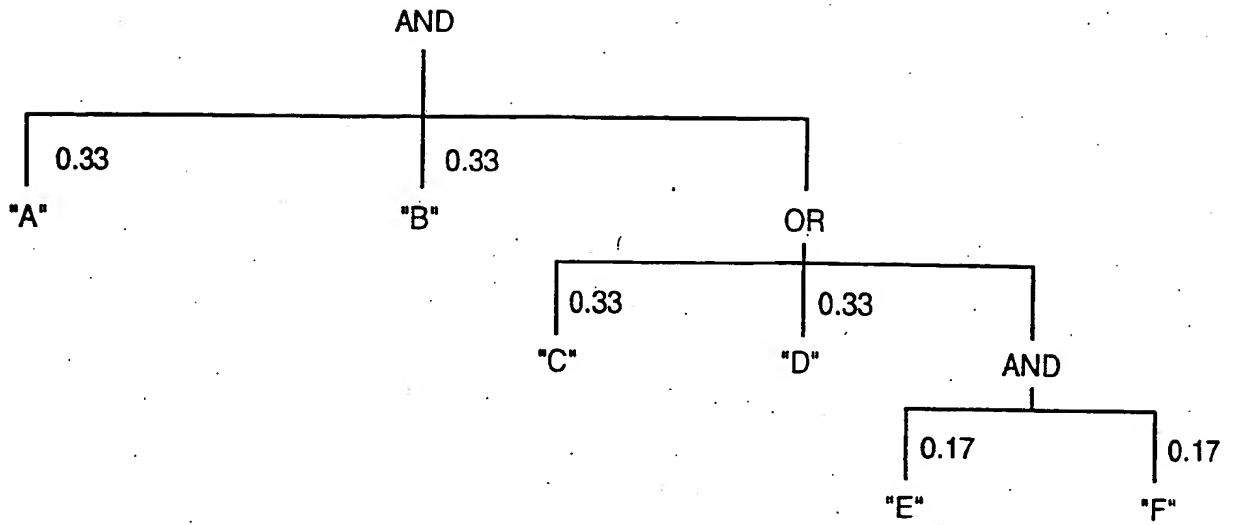 AND
0.33 0.33
"A" "B" OR
0.33 0.33
"C" "D" AND
0.17 0.17
"E" "F"